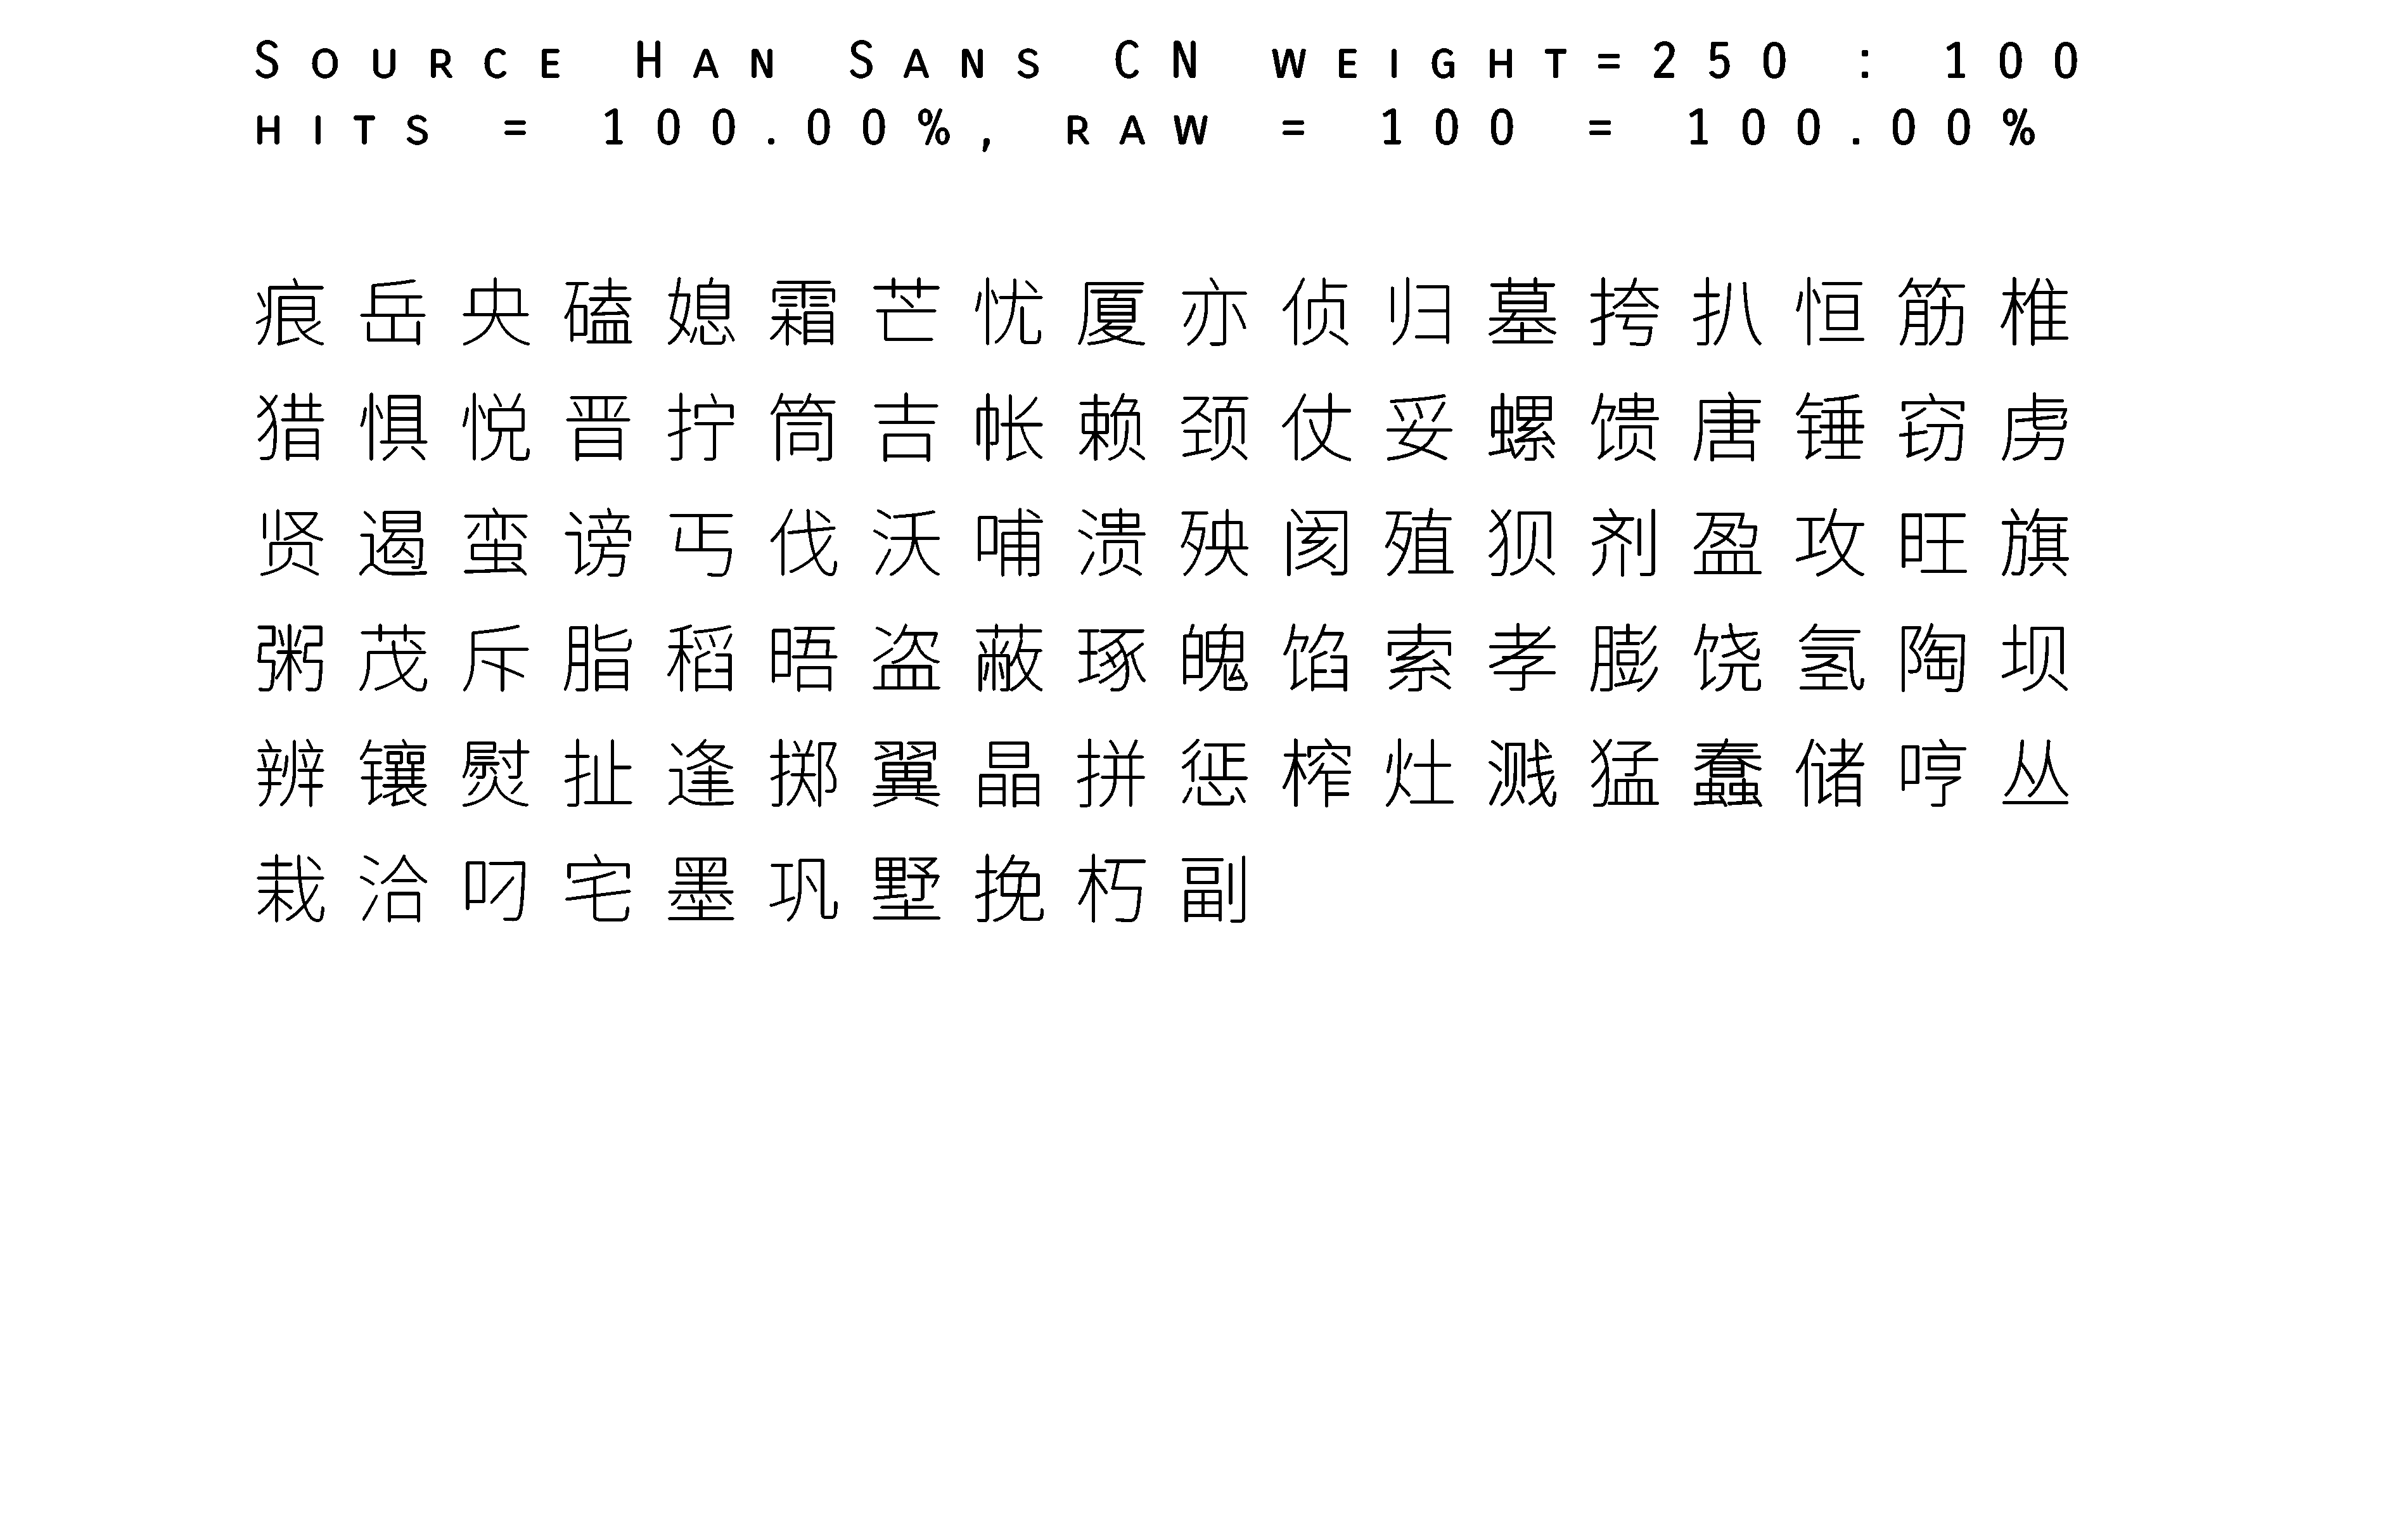 Source Han Sans CN weight=250 : 100
hits = 100.00%, raw = 100 = 100.00%
痕岳央磕媳霜芒忧厦亦侦归墓挎扒恒筋椎
猎惧悦晋拧筒吉帐赖颈仗妥螺馈唐锤窃虏
贤遏蛮谤丐伐沃哺溃殃阂殖狈剂盈攻旺旗
粥茂斥脂稻晤盗蔽琢魄馅索孝膨饶氢陶坝
辨镶熨扯逢掷翼晶拼惩榨灶溅猛蠢储哼丛
栽洽叼宅墨巩墅挽朽副